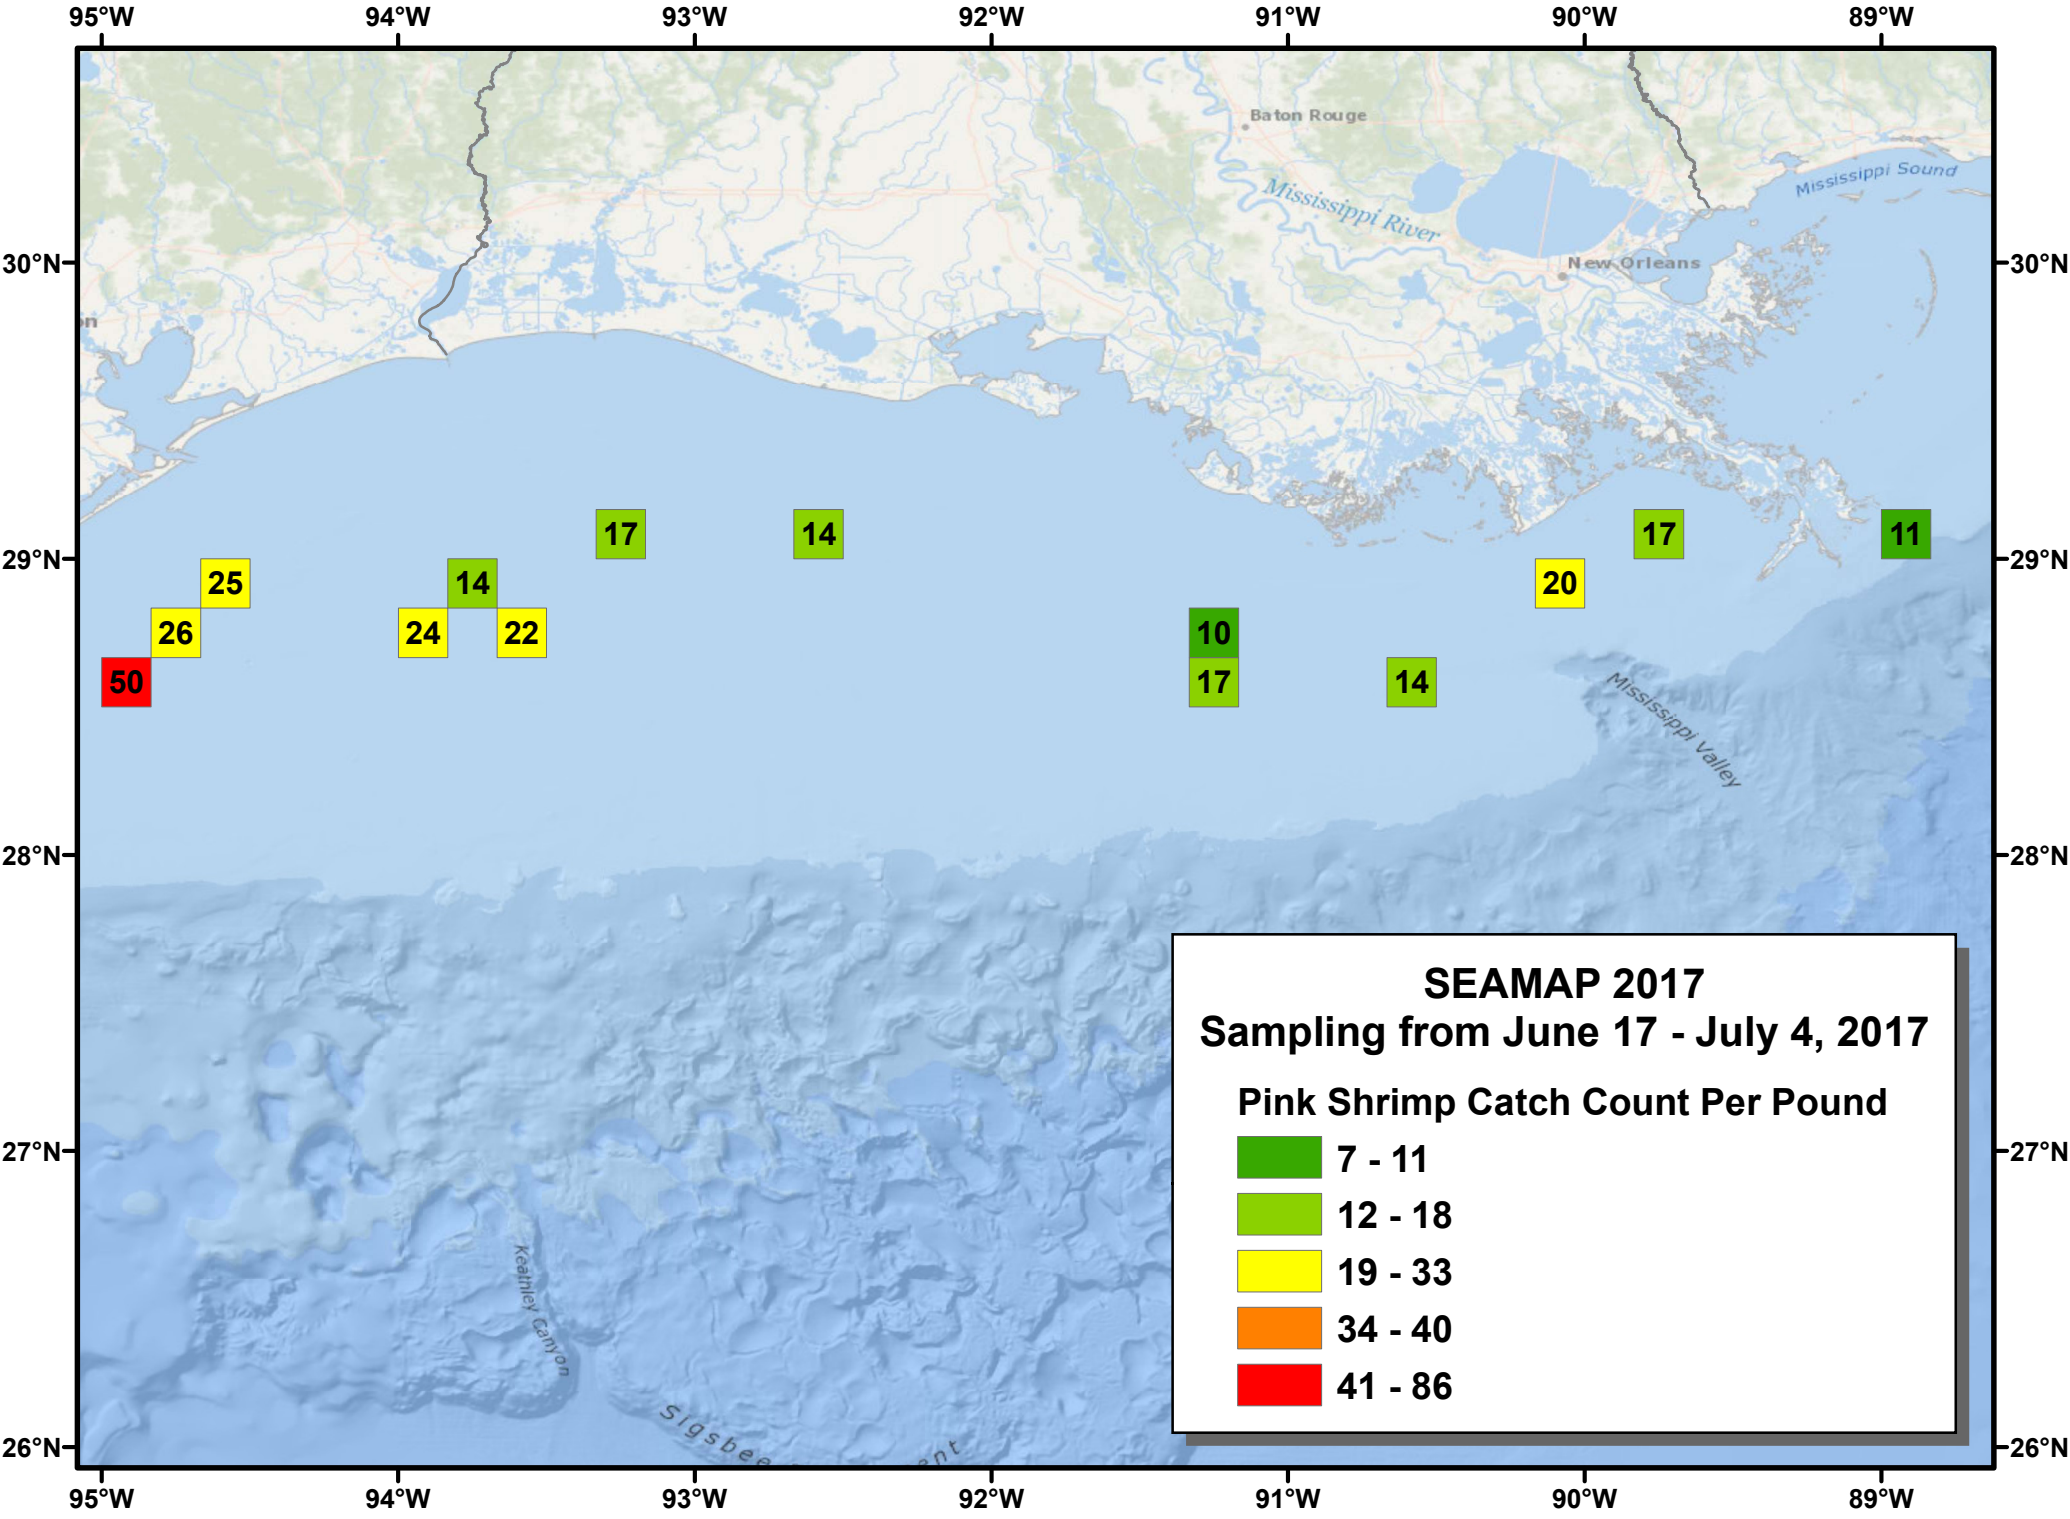 95°W 94°W 93°W 92°W 91°W 90°W 89°W
Baton Rouge
Mississippi Sound
Mississippi River
30°N New Orleans 30°N
on
17 14 17 11
29°N 29°N
25 14 20
26 24 22 10
50 17 14
Mississippi Valley
28°N 28°N
SEAMAP 2017
Sampling from June 17 - July 4, 2017
Pink Shrimp Catch Count Per Pound
27°N 7 - 11 27°N
12 - 18
19 - 33
34 - 40
41 - 86
Keathley Canyon
Sigsbee ent
26°N 26°N
95°W 94°W 93°W 92°W 91°W 90°W 89°W